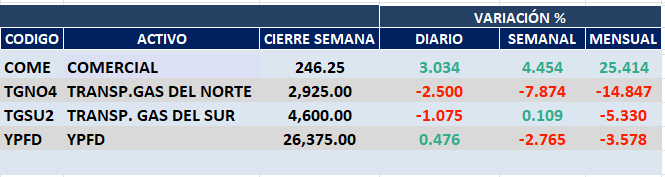 VARIACIÓN %
CODIGO ACTIVO CIERRE SEMANA DIARIO SEMANAL MENSUAL
COME COMERCIAL 246.25 3.034 4.454 25.414
TGNO4 TRANSP.GAS DEL NORTE 2,925.00 -2.500 -7.874 -14.847
TGSU2 TRANSP. GAS DEL SUR 4,600.00 -1.075 0.109 -5.330
YPFD YPFD 26,375.00 0.476 -2.765 -3.578